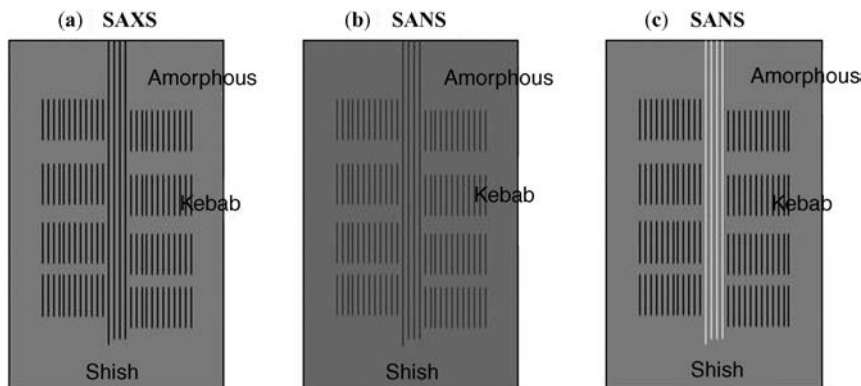 (a) SAXS
(b) SANS
(c) SANS
Amorphous
Kebab
Shish
Amorphous
Kebab
Shish
Amorphous
Kebab
Shish